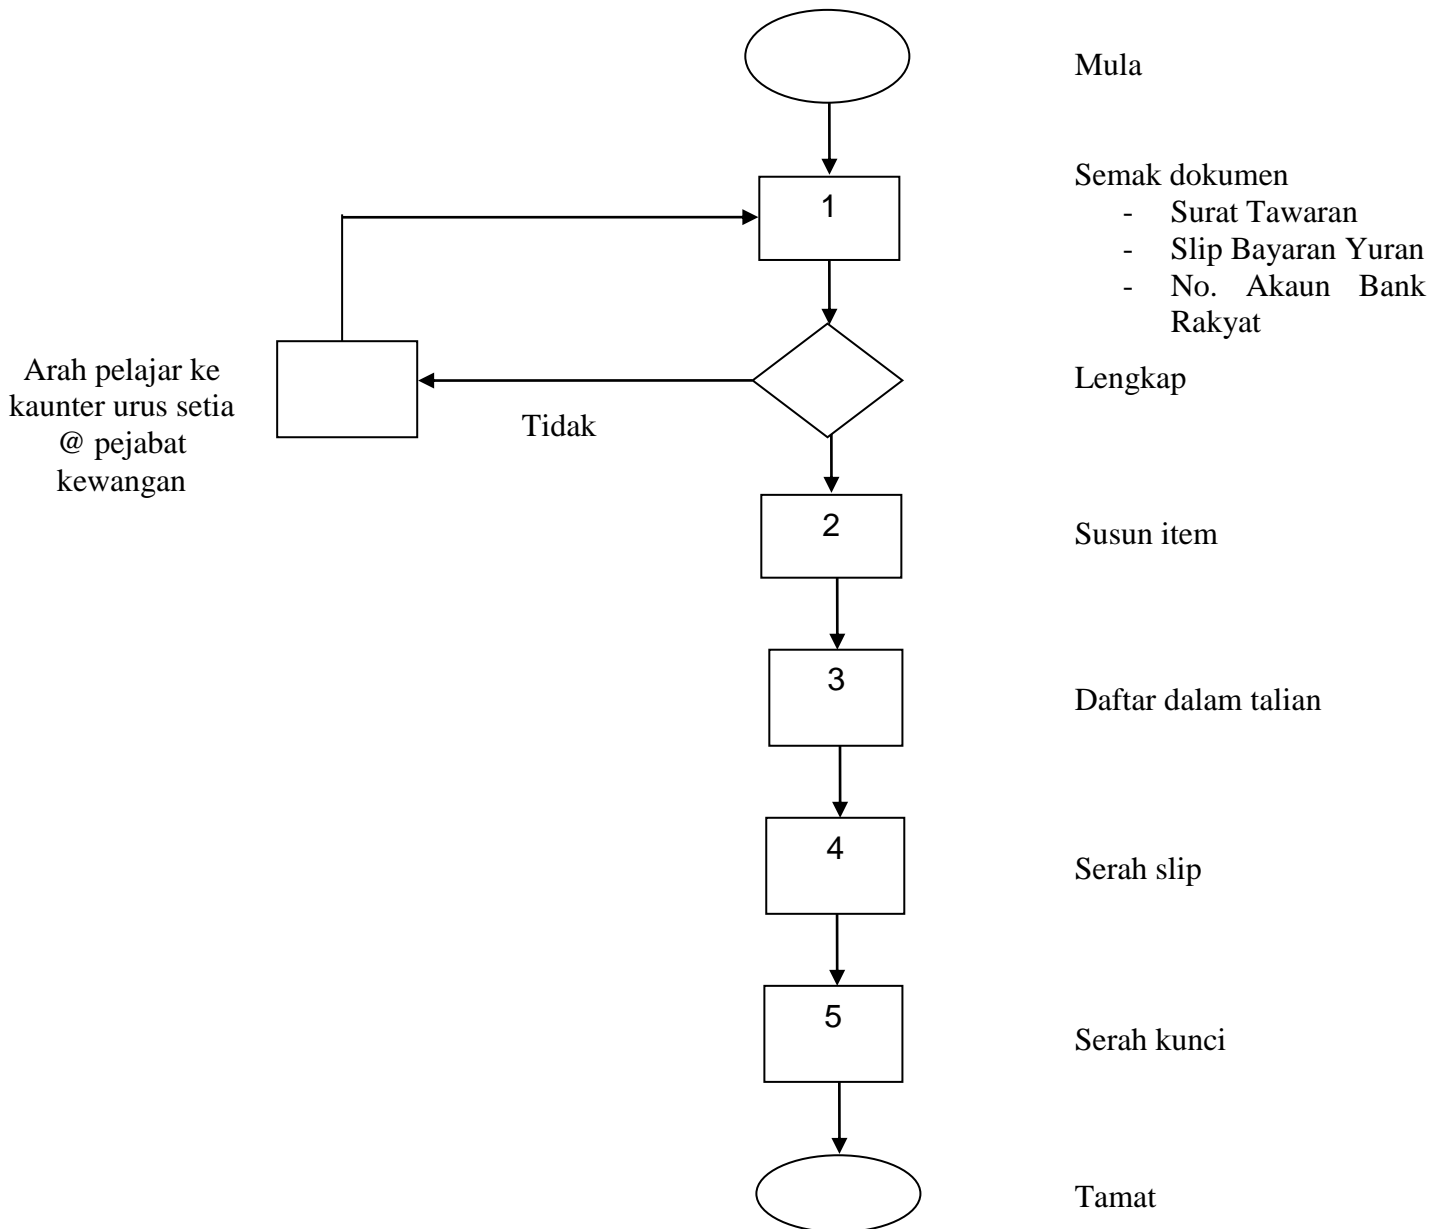 Mula
Semak dokumen
- Surat Tawaran
1
- Slip Bayaran Yuran
- No. Akaun Bank
Rakyat
Arah pelajar ke
kaunter urus setia
@ pejabat
kewangan
Lengkap
Tidak
2
Susun item
3
Daftar dalam talian
4
Serah slip
5
Serah kunci
Tamat